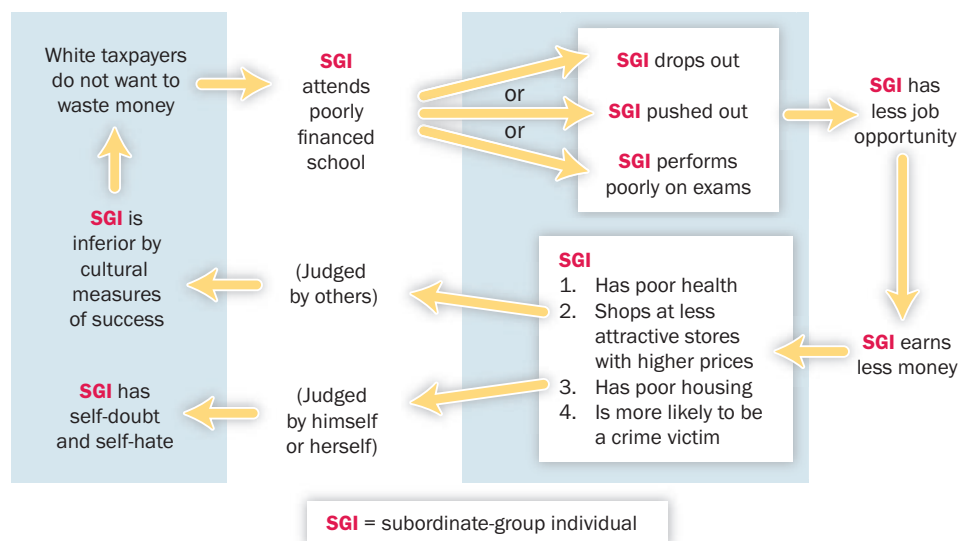 White taxpayers
do not want to
waste money
SGI
attends
poorly
financed
school
or
or
SGI drops out
SGI pushed out
SGI performs
poorly on exams
SGI has
less job
opportunity
SGI earns
less money
SGI
1. Has poor health
2. Shops at less
attractive stores
with higher prices
3. Has poor housing
4. Is more likely to be
a crime victim
(Judged
by others)
SGI is
inferior by
cultural
measures
of success
(Judged
by himself
or herself)
SGI has
self-doubt
and self-hate
SGI = subordinate-group individual